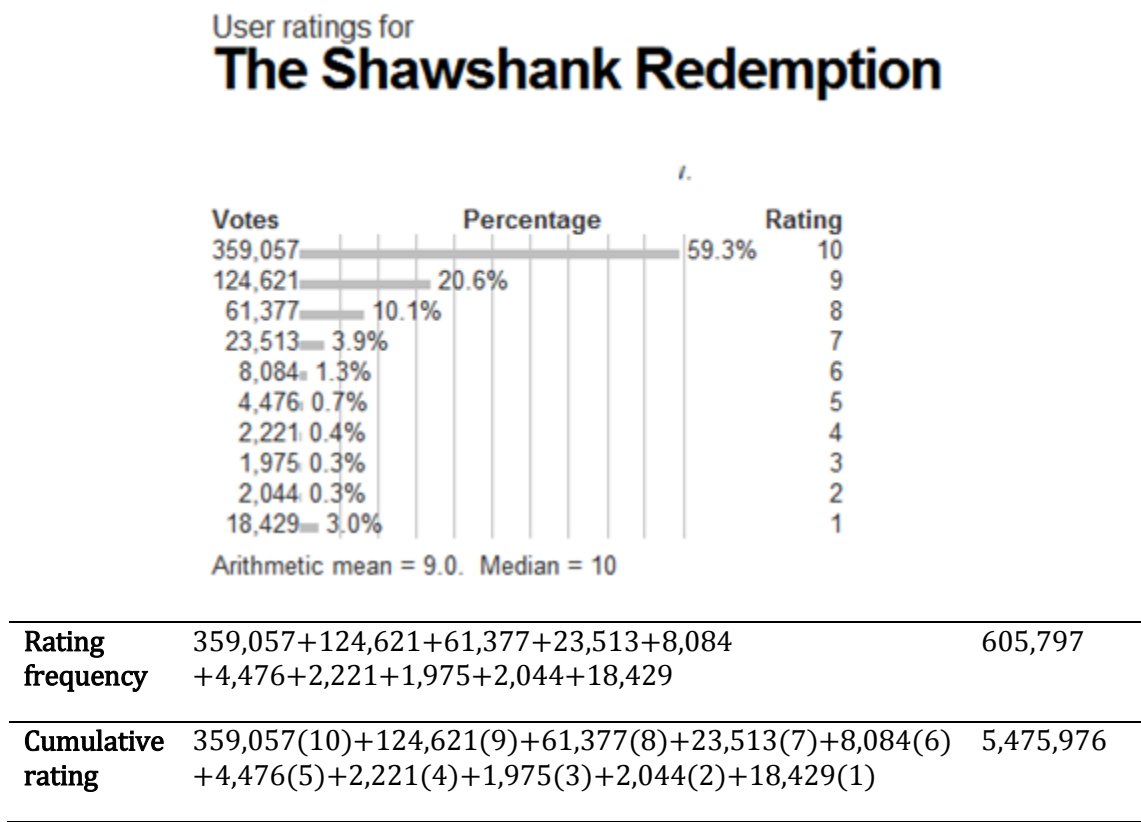 User ratings for
The Shawshank Redemption
Votes Percentage Rating
359,057 59.3% 10
124,621 20.6% 9
61,377 10.1% 8
23,513 3.9% 7
8,084 1.3% 6
4,476 0.7% 5
2,221 0.4% 4
1,975 0.3% 3
2,044 0.3% 2
18,429 3.0% 1
Arithmetic mean = 9.0. Median = 10
Rating 359,057+124,621+61,377+23,513+8,084 605,797
frequency +4,476+2,221+1,975+2,044+18,429
Cumulative 359,057(10)+124,621(9)+61,377(8)+23,513(7)+8,084(6) 5,475,976
rating +4,476(5)+2,221(4)+1,975(3)+2,044(2)+18,429(1)